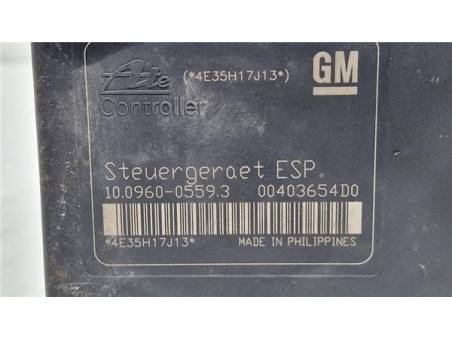 Ate (*4E35H17J13*) GM
Controller
Steuergeraet ESP
10.0960-0559.3 00403654D0
*4E35H17J13* MADE IN PHILIPPINES